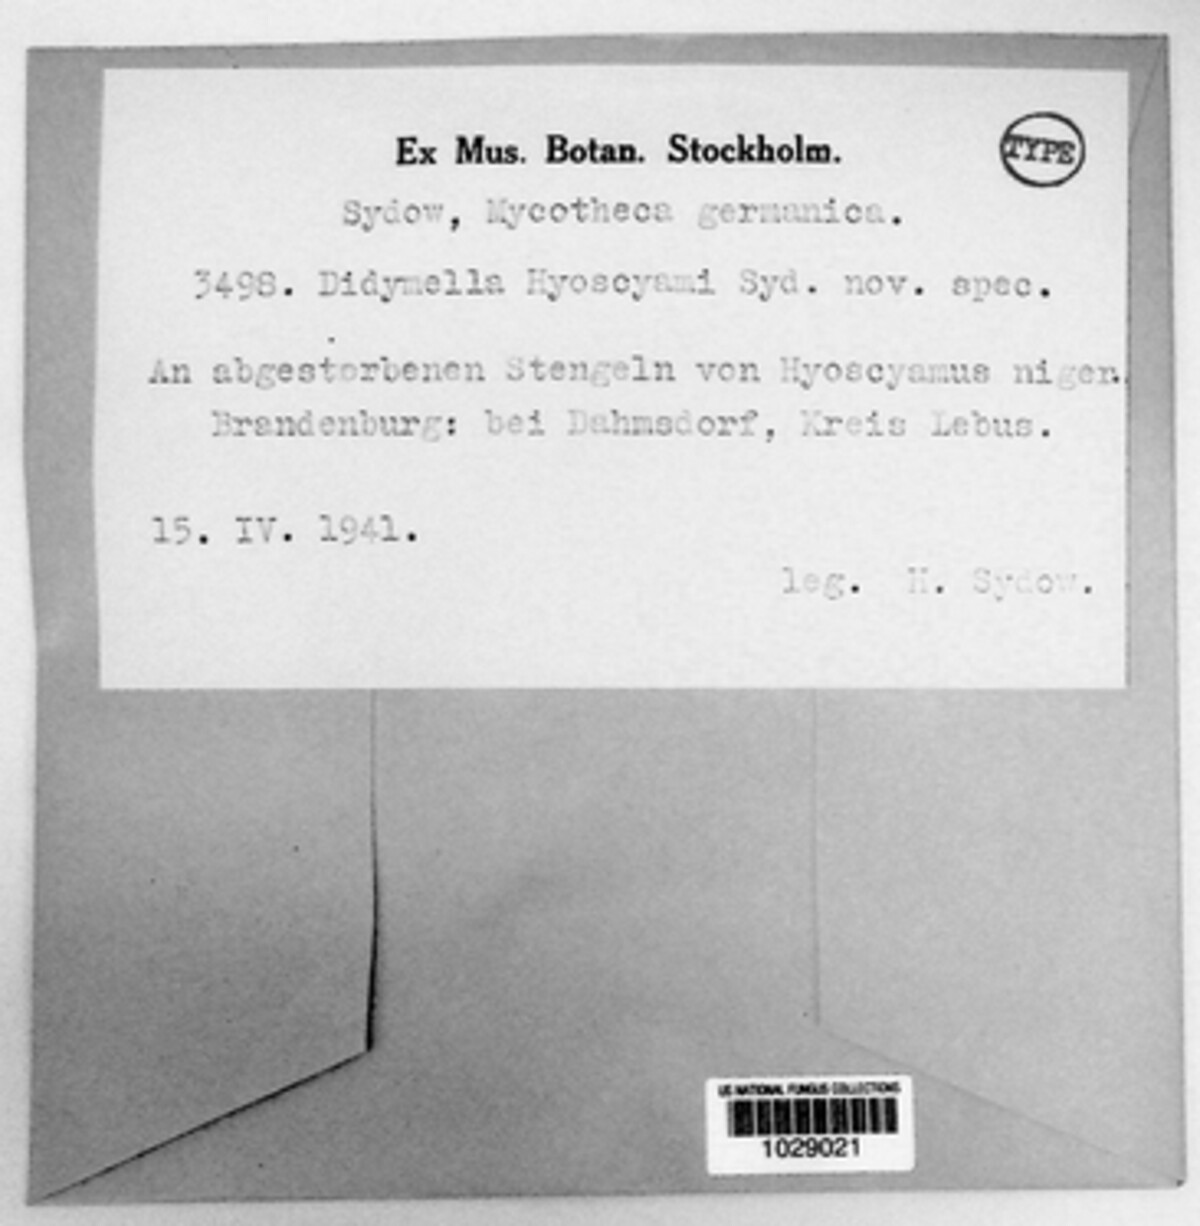 Ex Mus. Botan. Stockholm.
TYPE
Sydow, Mycotheca germanica.
3498. Didymella Hyoscyami Syd. nov. spec.
An abgestorbenen Stengeln von Hyoscyamus niger.
Brandenburg: bei Dahmsdorf, Kreis Lebus.
15. IV. 1941.
leg. H. Sydow.
US NATIONAL FUNGUS COLLECTIONS
1029021